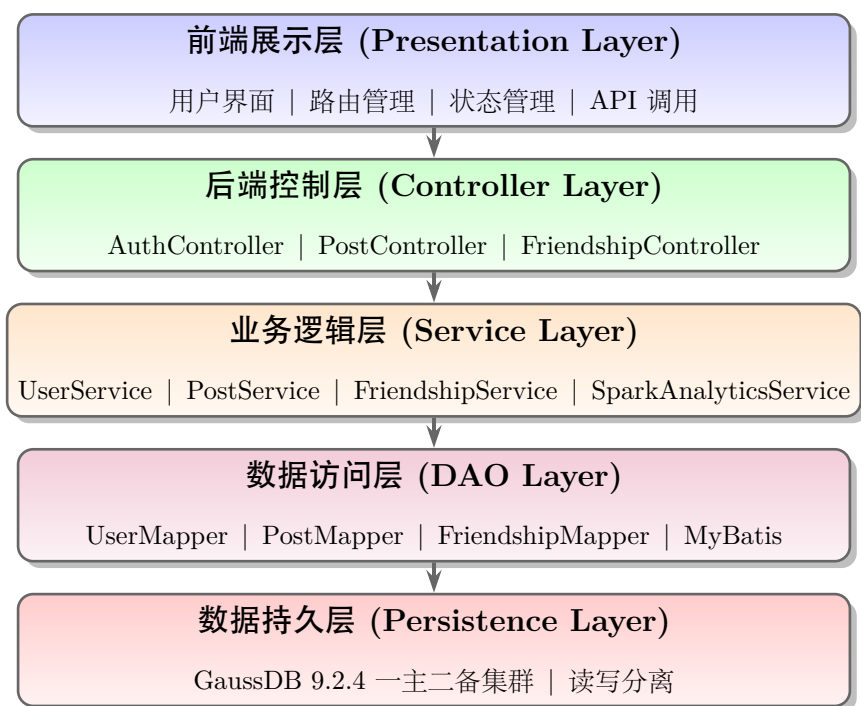 前端展示层 (Presentation Layer)
用户界面 | 路由管理 | 状态管理 | API 调用
后端控制层 (Controller Layer)
AuthController | PostController | FriendshipController
业务逻辑层 (Service Layer)
UserService | PostService | FriendshipService | SparkAnalyticsService
数据访问层 (DAO Layer)
UserMapper | PostMapper | FriendshipMapper | MyBatis
数据持久层 (Persistence Layer)
GaussDB 9.2.4 一主二备集群 | 读写分离